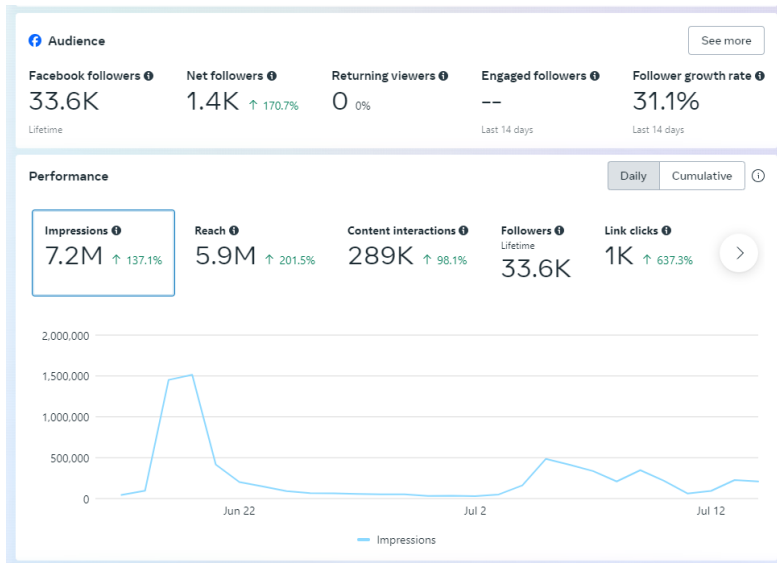 Audience
See more
Facebook followers
Net followers
Returning viewers
Engaged followers
Follower growth rate
33.6K
1.4K ↑ 170.7%
0 0%
--
31.1%
Lifetime
Last 14 days
Last 14 days
Performance
Daily
Cumulative
Impressions
7.2M ↑ 137.1%
Reach
5.9M ↑ 201.5%
Content interactions
289K ↑ 98.1%
Followers
Lifetime
33.6K
Link clicks
1K ↑ 637.3%
2,000,000
1,500,000
1,000,000
500,000
0
Jun 22
Jul 2
Jul 12
Impressions